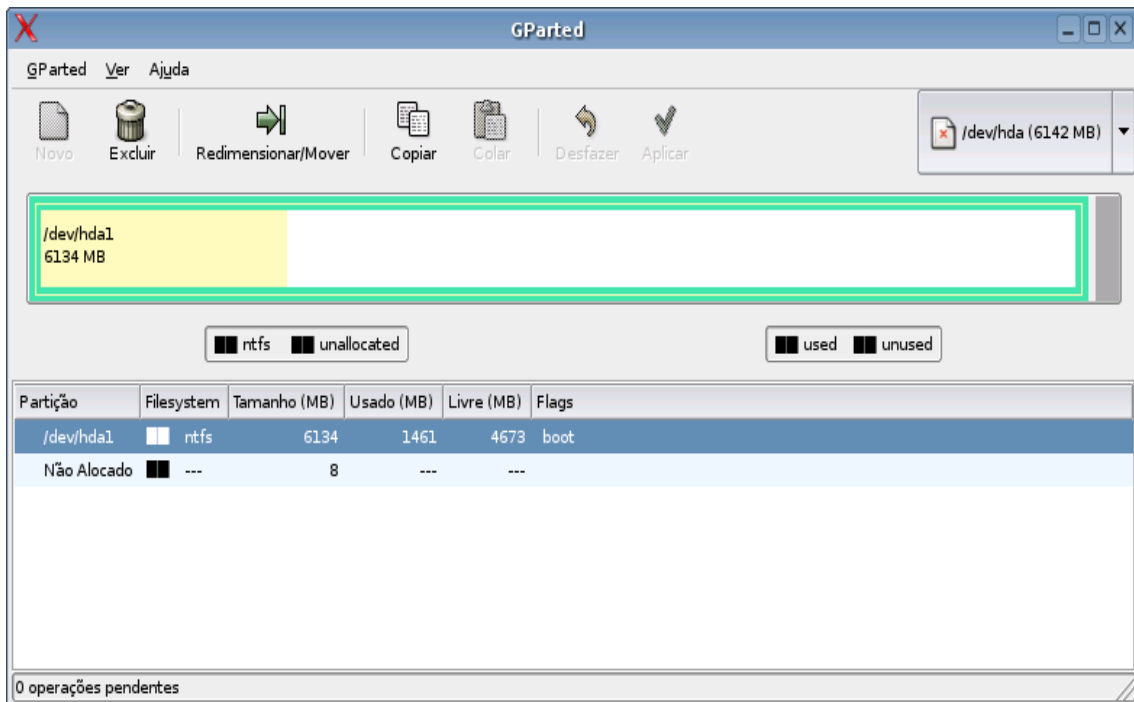 GParted
GParted Ver Ajuda
Novo Excluir Redimensionar/Mover Copiar Colar Desfazer Aplicar /dev/hda (6142 MB)
/dev/hda1
6134 MB
ntfs unallocated used unused
Partição Filesystem Tamanho (MB) Usado (MB) Livre (MB) Flags
/dev/hda1 ntfs 6134 1461 4673 boot
Não Alocado --- 8 --- ---
0 operações pendentes